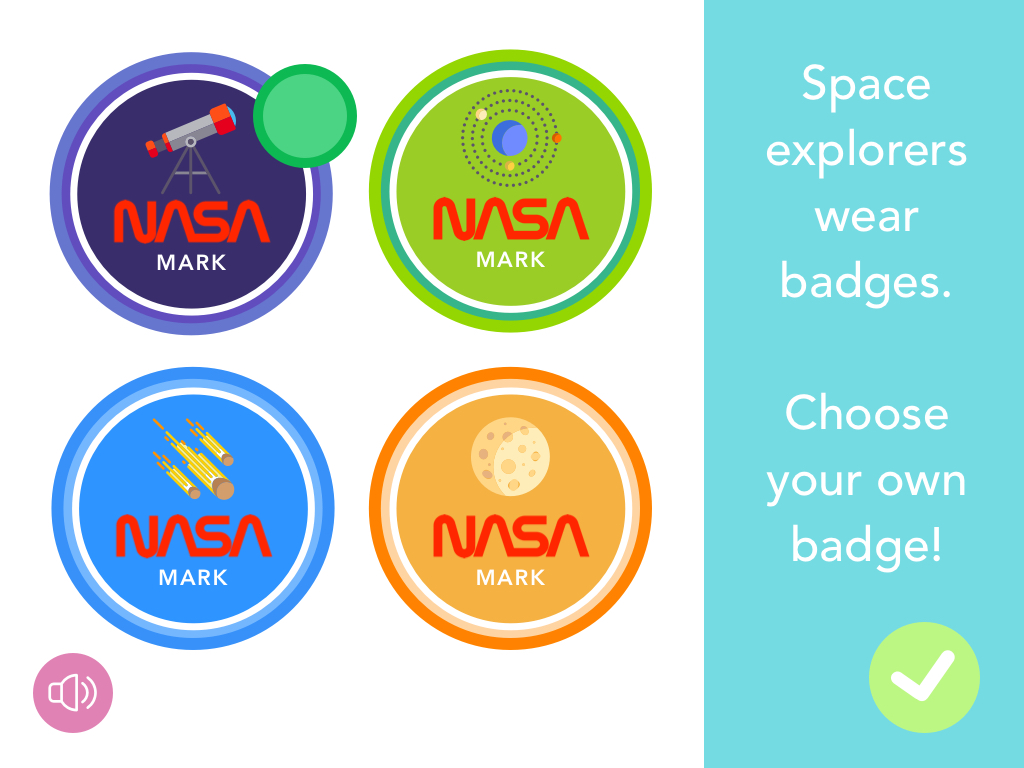 NASA
MARK
NASA
MARK
NASA
MARK
NASA
MARK
Space
explorers
wear
badges.
Choose
your own
badge!